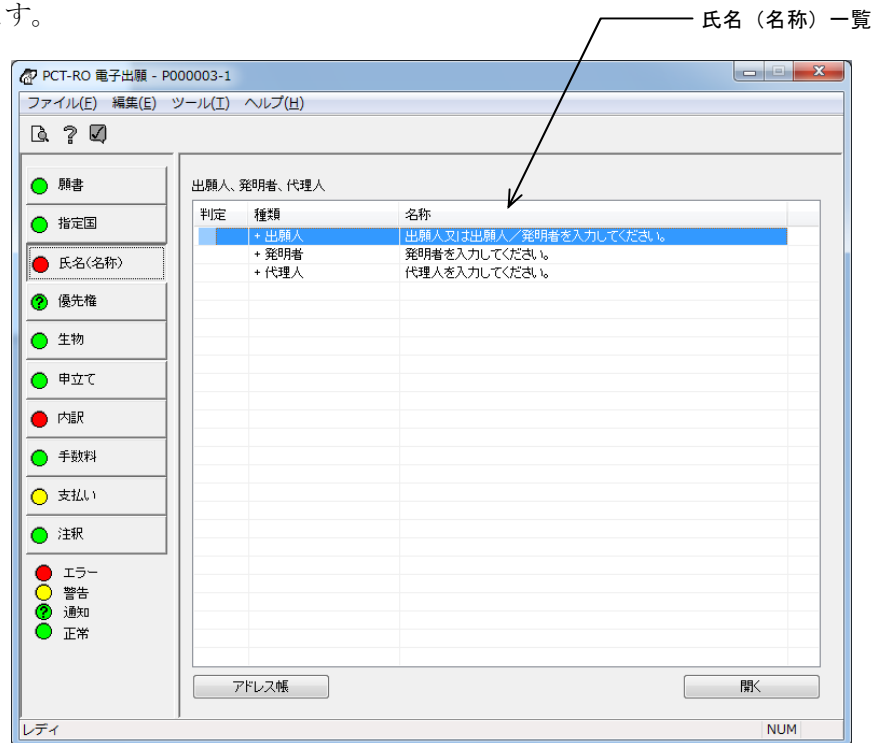 す。
氏名（名称）一覧
PCT-RO 電子出願 - P000003-1
ファイル(F) 編集(E) ツール(T) ヘルプ(H)
願書
指定国
氏名(名称)
優先権
生物
申立て
内訳
手数料
支払い
注釈
エラー
警告
通知
正常
出願人、発明者、代理人
判定 種類 名称
+ 出願人 出願人又は出願人／発明者を入力してください。
+ 発明者 発明者を入力してください。
+ 代理人 代理人を入力してください。
アドレス帳 開く
レディ NUM